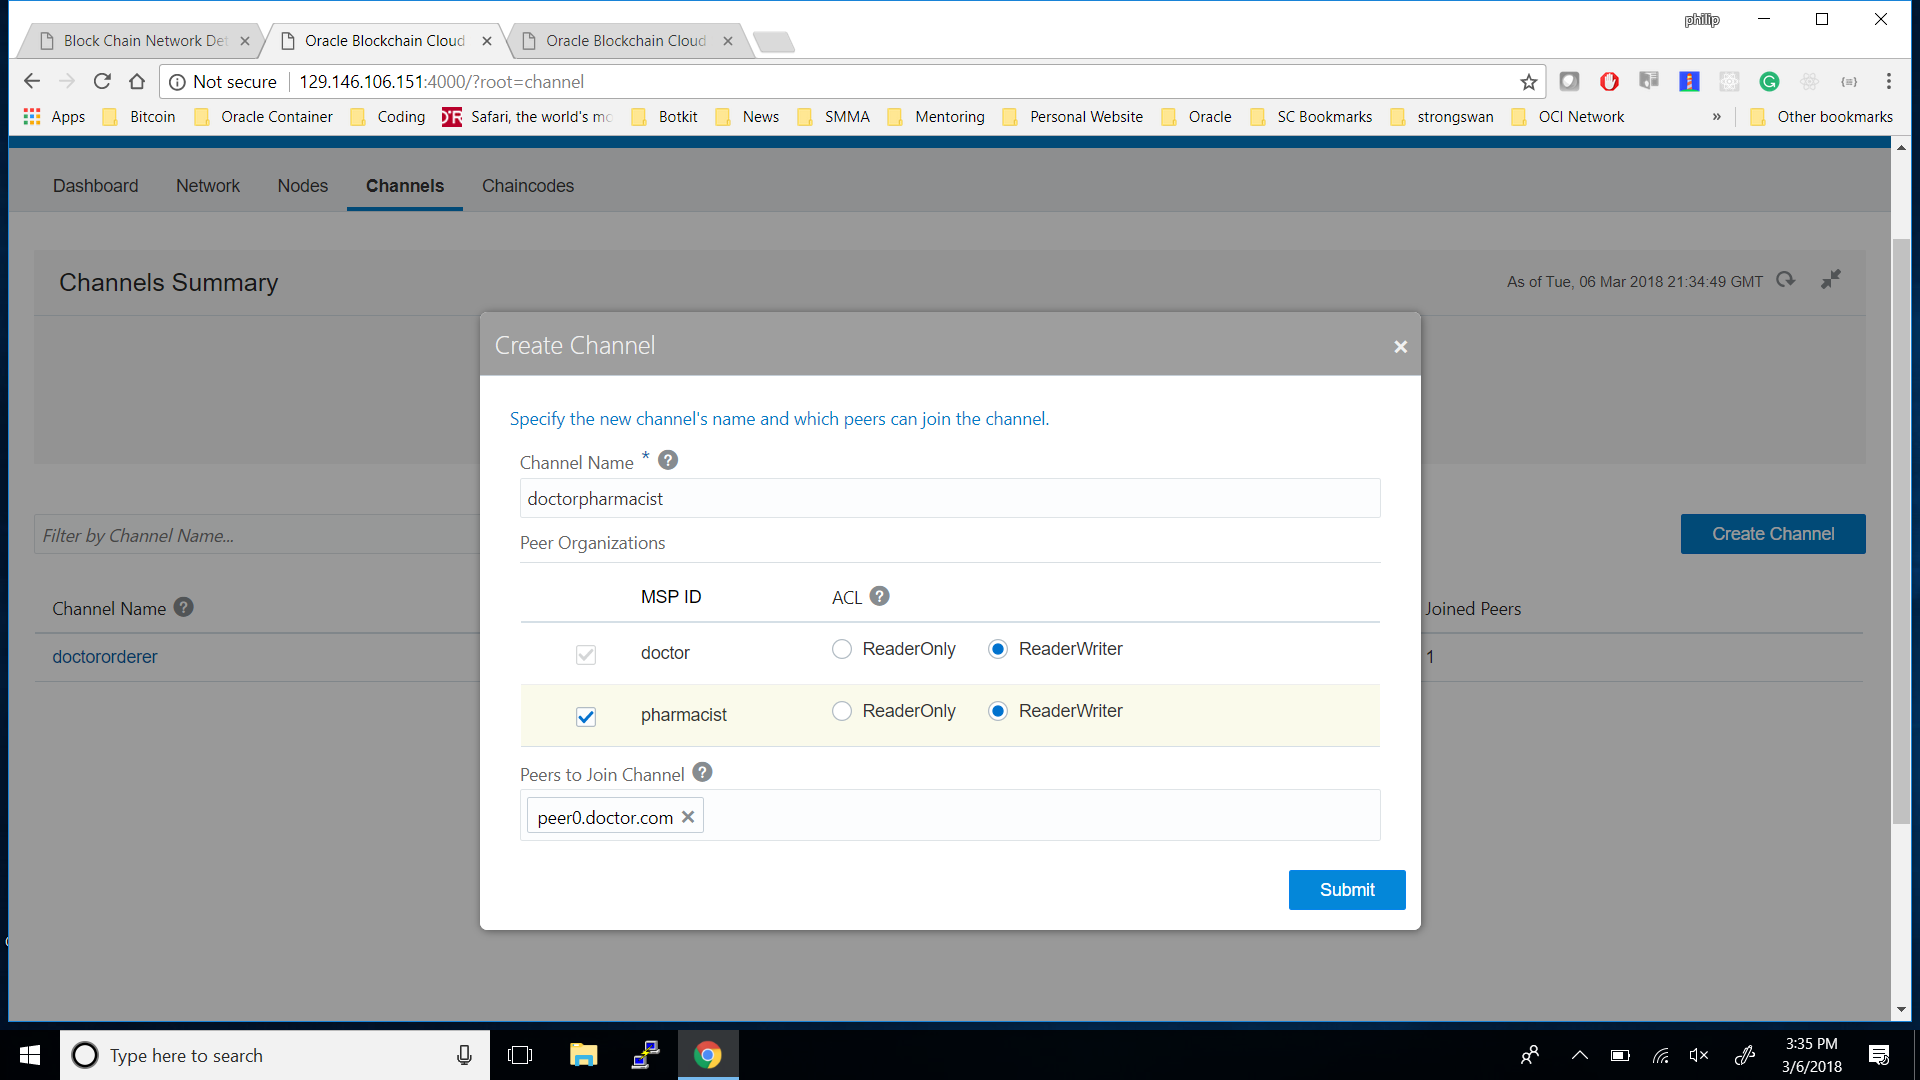 philip
Block Chain Network Det
Oracle Blockchain Cloud
Oracle Blockchain Cloud
Not secure 129.146.106.151:4000/?root=channel
Apps Bitcoin Oracle Container Coding Safari, the world's mo Botkit News SMMA Mentoring Personal Website Oracle SC Bookmarks strongswan OCI Network » Other bookmarks
Dashboard Network Nodes Channels Chaincodes
Channels Summary
As of Tue, 06 Mar 2018 21:34:49 GMT
Create Channel
Specify the new channel's name and which peers can join the channel.
Channel Name * ?
doctorpharmacist
Peer Organizations
MSP ID ACL ?
doctor ReaderOnly ReaderWriter
pharmacist ReaderOnly ReaderWriter
Peers to Join Channel ?
peer0.doctor.com
Submit
Filter by Channel Name...
Create Channel
Channel Name ? Joined Peers
doctororderer 1
Type here to search
3:35 PM
3/6/2018